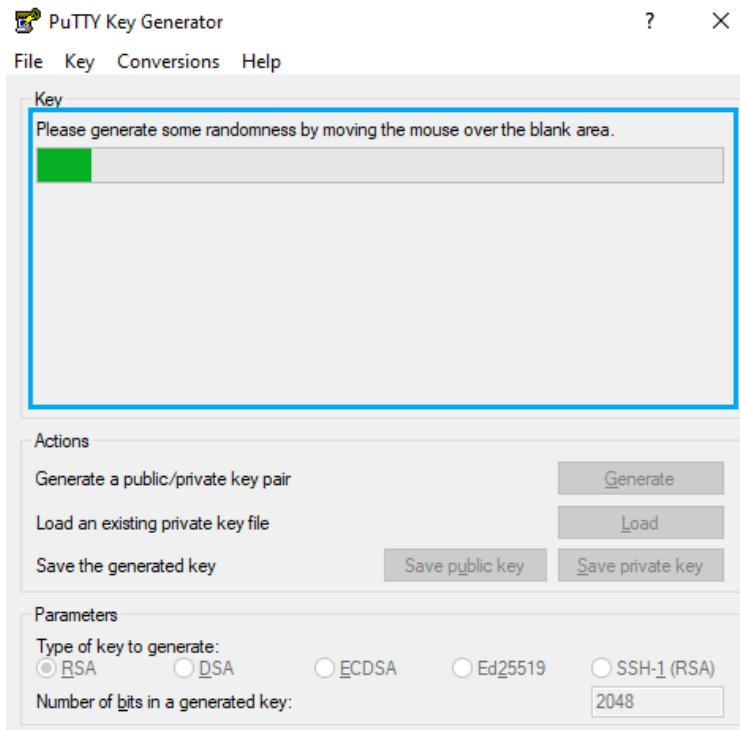 PuTTY Key Generator ? ×
File Key Conversions Help
Key
Please generate some randomness by moving the mouse over the blank area.
Actions
Generate a public/private key pair Generate
Load an existing private key file Load
Save the generated key Save public key Save private key
Parameters
Type of key to generate:
RSA DSA ECDSA Ed25519 SSH-1 (RSA)
Number of bits in a generated key: 2048